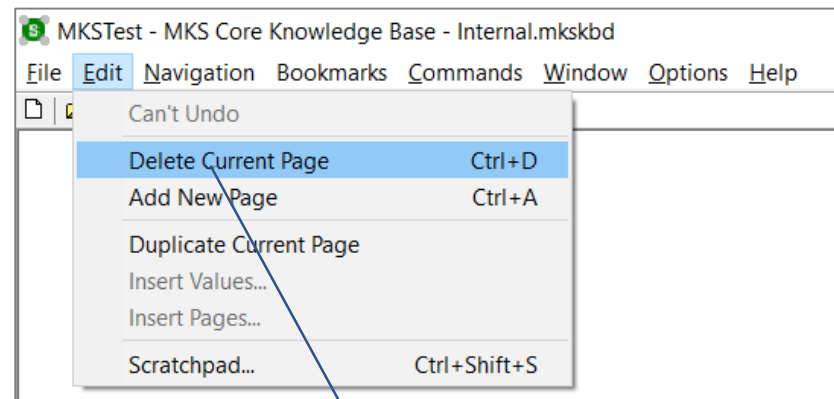 MKSTest - MKS Core Knowledge Base - Internal.mkskbd
File Edit Navigation Bookmarks Commands Window Options Help
Can't Undo
Delete Current Page Ctrl+D
Add New Page Ctrl+A
Duplicate Current Page
Insert Values...
Insert Pages...
Scratchpad... Ctrl+Shift+S